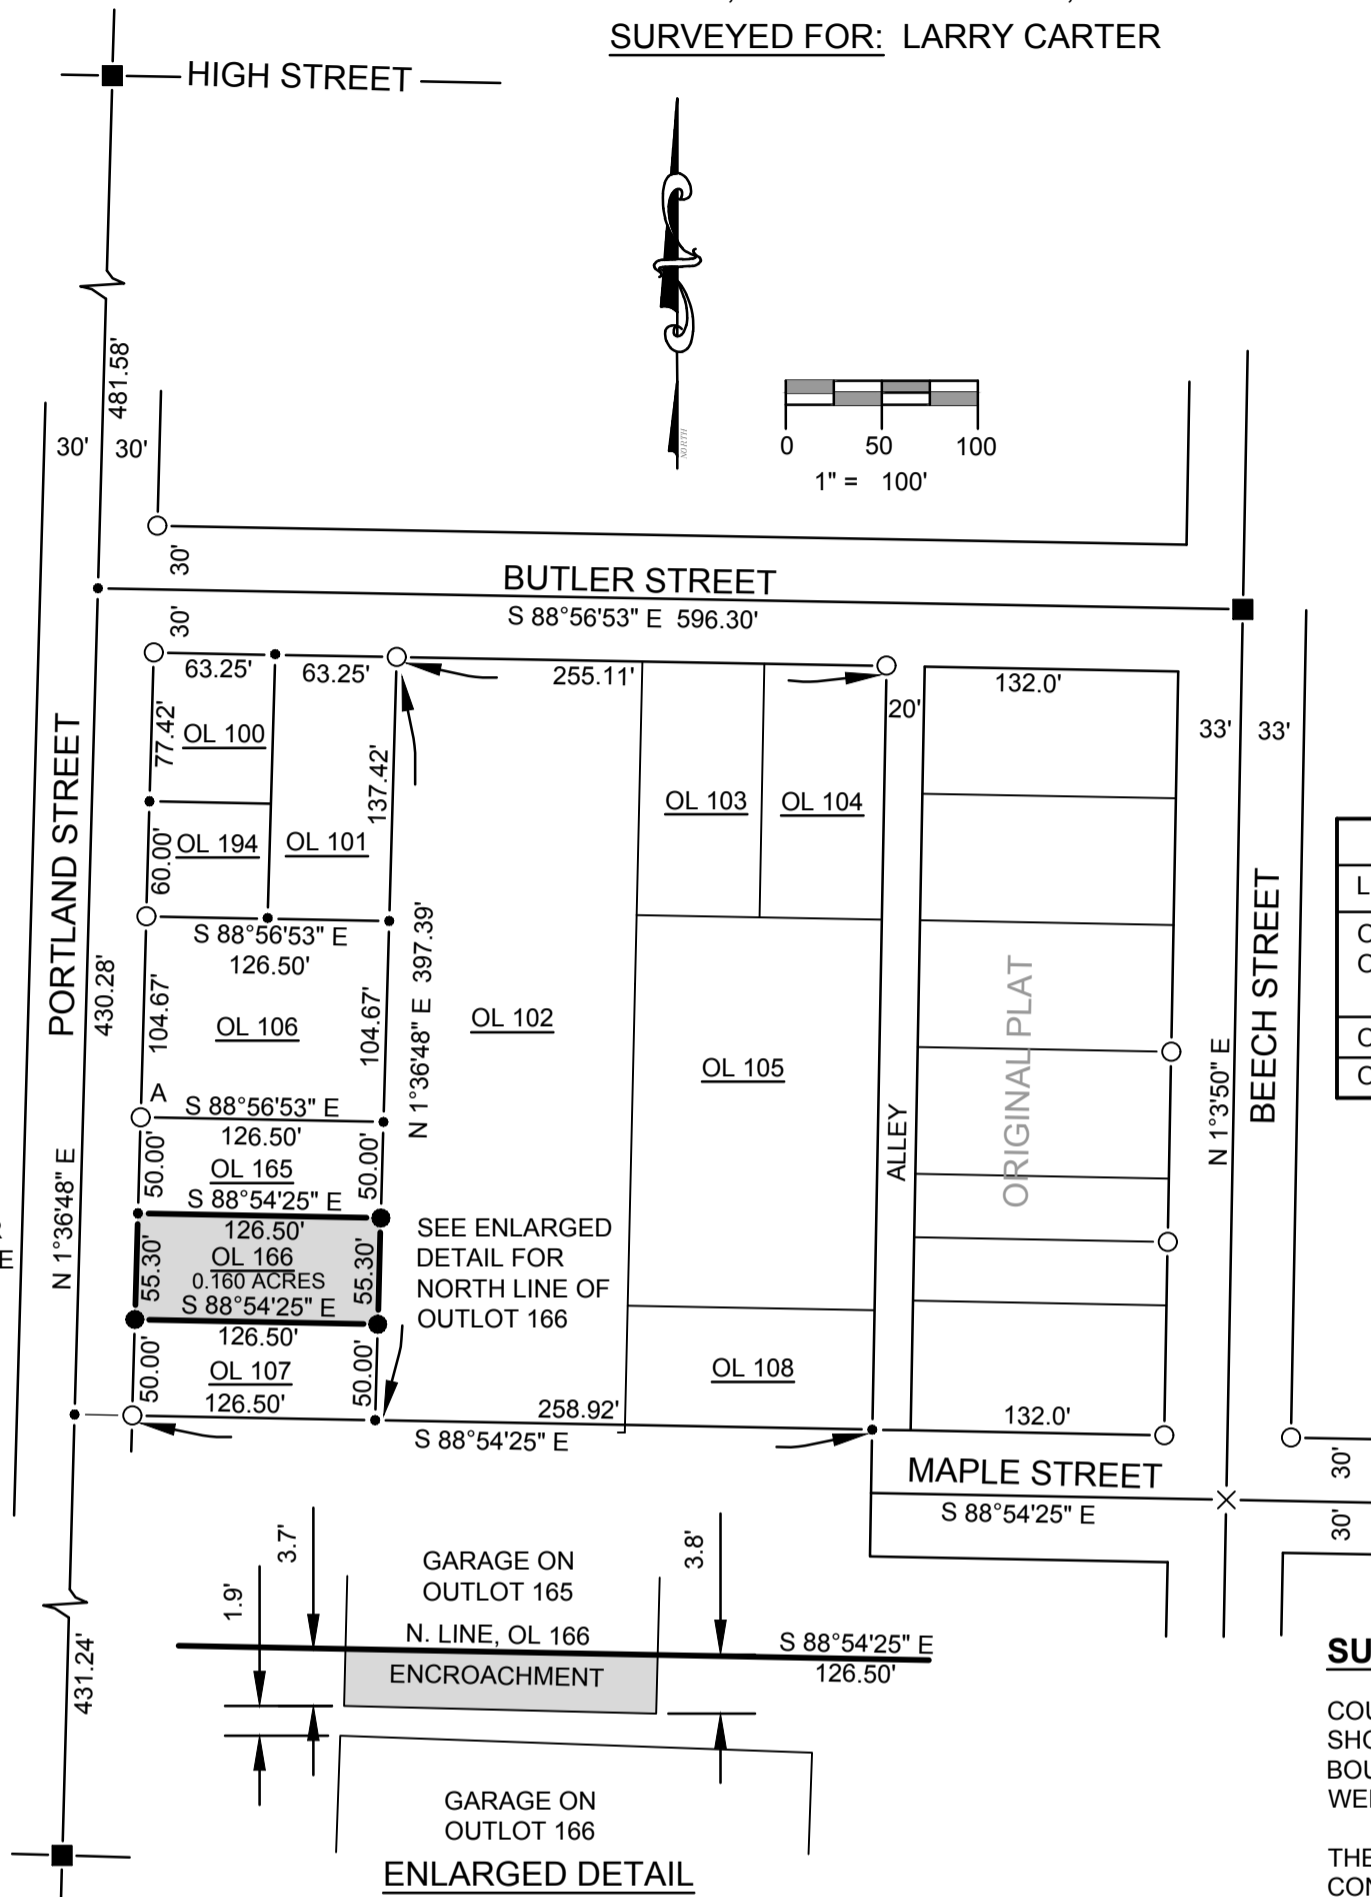 SURVEYED FOR: LARRY CARTER
HIGH STREET
NORTH
481.58'
30' 30'
0 50 100
1" = 100'
30'
BUTLER STREET
S 88°56'53" E 596.30'
30'
63.25' 63.25' 255.11' 132.0'
20'
33' 33'
77.42'
OL 100
137.42'
OL 103 OL 104
60.00'
OL 194 OL 101
PORTLAND STREET
430.28'
N 1°36'48" E
S 88°56'53" E
126.50'
N 1°36'48" E 397.39'
104.67'
OL 106
104.67'
OL 102
OL 105
ALLEY
ORIGINAL PLAT
N 1°3'50" E
BEECH STREET
A
S 88°56'53" E
126.50'
50.00'
OL 165
50.00'
S 88°54'25" E
126.50'
55.30'
OL 166
0.160 ACRES
55.30'
S 88°54'25" E
126.50'
SEE ENLARGED
DETAIL FOR
NORTH LINE OF
OUTLOT 166
50.00'
OL 107
50.00'
126.50'
OL 108
258.92'
S 88°54'25" E
132.0'
MAPLE STREET
S 88°54'25" E
30'
30'
431.24'
1.9'
3.7'
3.8'
GARAGE ON
OUTLOT 165
N. LINE, OL 166
ENCROACHMENT
S 88°54'25" E
126.50'
GARAGE ON
OUTLOT 166
ENLARGED DETAIL
E
L
SU
COU
SHO
BOU
THE